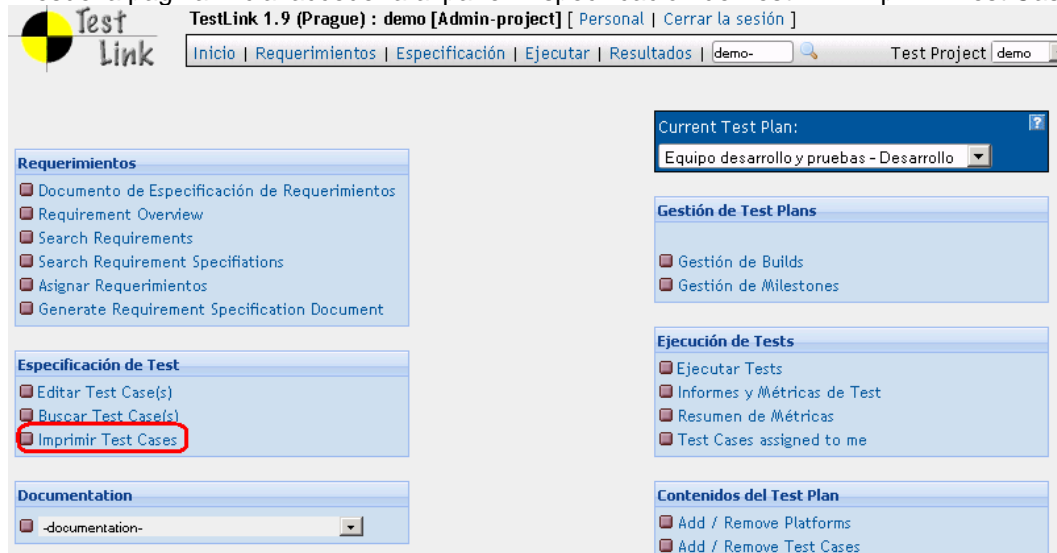 TestLink 1.9 (Prague) : demo [Admin-project] [ Personal | Cerrar la sesión ]
Test
Link
Inicio | Requerimientos | Especificación | Ejecutar | Resultados | demo- Test Project demo
Current Test Plan: ?
Equipo desarrollo y pruebas - Desarrollo
Requerimientos
Documento de Especificación de Requerimientos
Requirement Overview
Search Requirements
Search Requirement Specifiations
Asignar Requerimientos
Generate Requirement Specification Document
Especificación de Test
Editar Test Case(s)
Buscar Test Case(s)
Imprimir Test Cases
Documentation
-documentation-
Gestión de Test Plans
Gestión de Builds
Gestión de Milestones
Ejecución de Tests
Ejecutar Tests
Informes y Métricas de Test
Resumen de Métricas
Test Cases assigned to me
Contenidos del Test Plan
Add / Remove Platforms
Add / Remove Test Cases